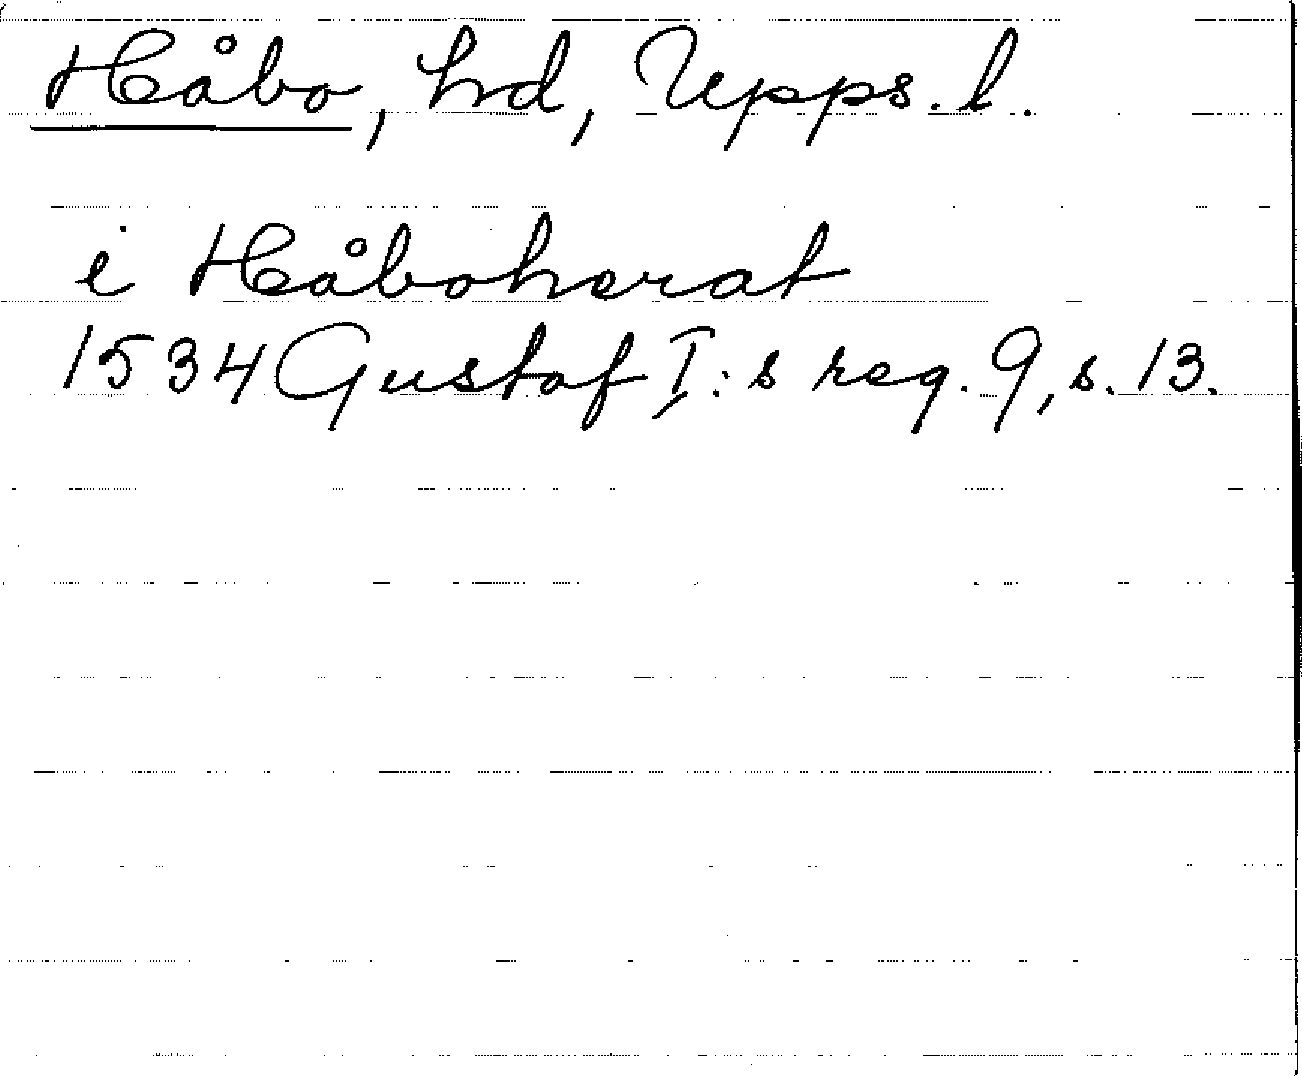 Håbo, hd, Upps. l.
i Håboherat
1534 Gustaf I:s reg. 9, s. 13.